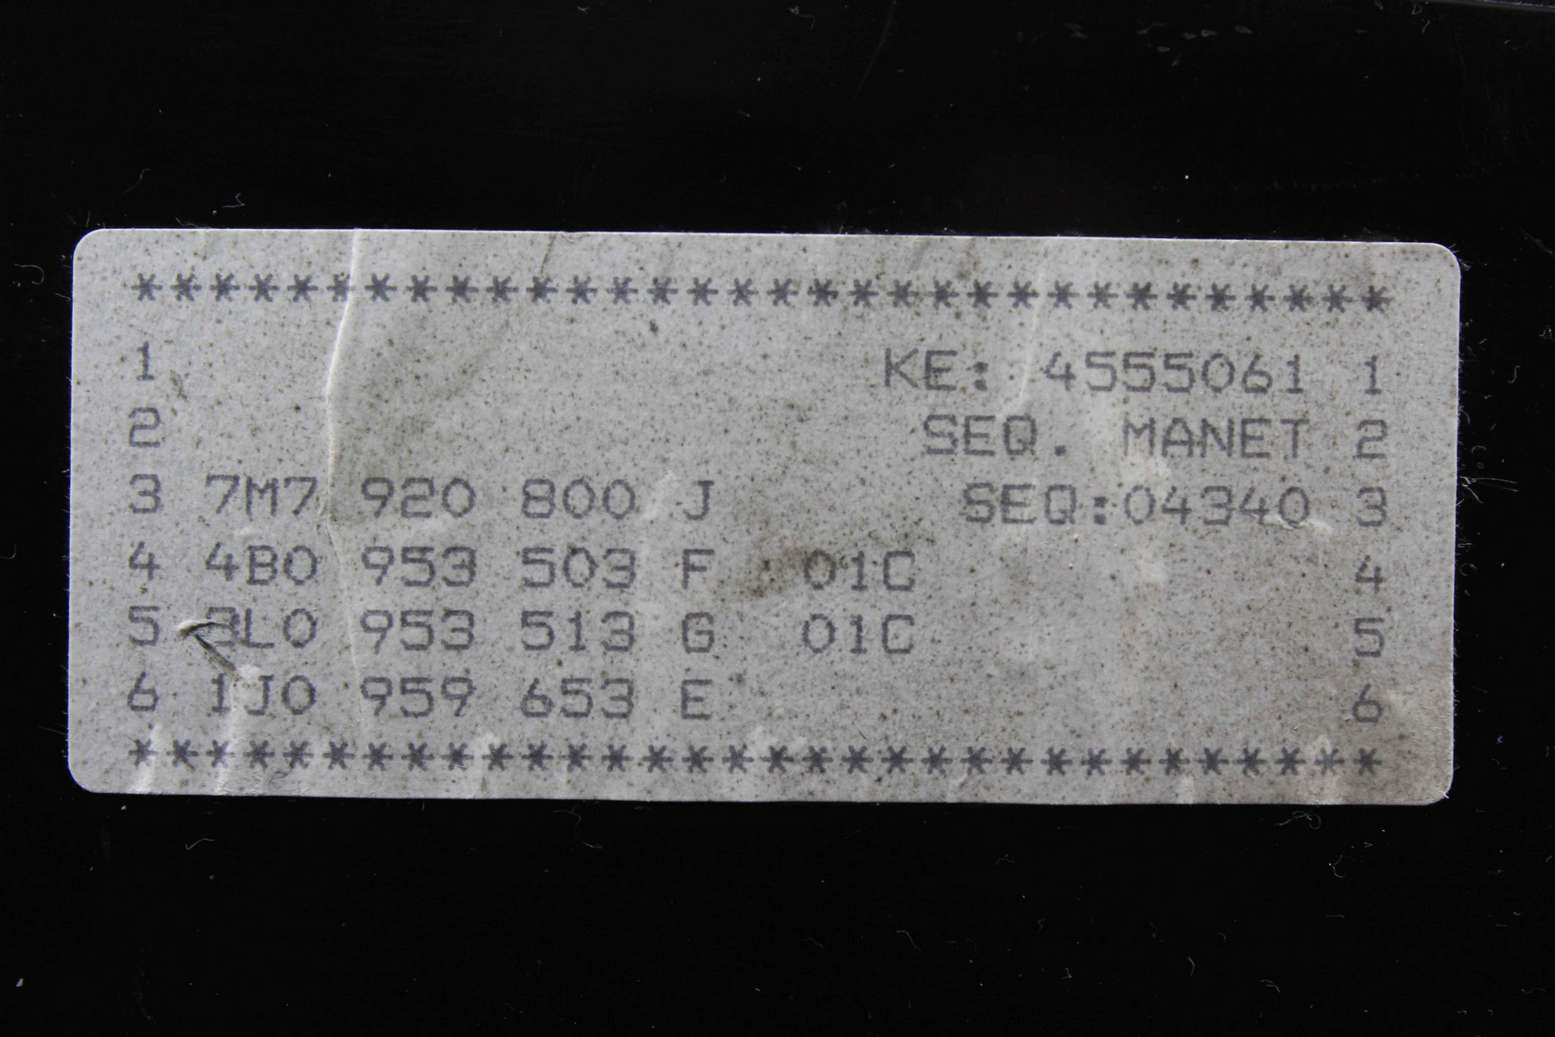 ********************************
1 KE: 4555061 1
2 SEQ. MANET 2
3 7M7 920 800 J SEQ:04340 3
4 4B0 953 503 F 01C 4
5 3L0 953 513 G 01C 5
6 1J0 959 653 E 6
********************************